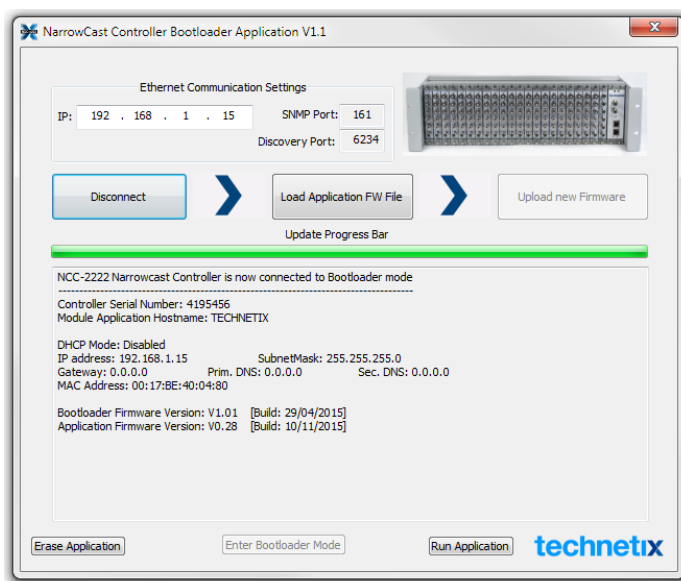 NarrowCast Controller Bootloader Application V1.1
Ethernet Communication Settings
IP: 192 . 168 . 1 . 15 SNMP Port: 161
Discovery Port: 6234
Disconnect Load Application FW File Upload new Firmware
Update Progress Bar
NCC-2222 Narrowcast Controller is now connected to Bootloader mode
--------------------------------------------------------------------------------
Controller Serial Number: 4195456
Module Application Hostname: TECHNETIX
DHCP Mode: Disabled
IP address: 192.168.1.15 SubnetMask: 255.255.255.0
Gateway: 0.0.0.0 Prim. DNS: 0.0.0.0 Sec. DNS: 0.0.0.0
MAC Address: 00:17:BE:40:04:80
Bootloader Firmware Version: V1.01 [Build: 29/04/2015]
Application Firmware Version: V0.28 [Build: 10/11/2015]
Erase Application Enter Bootloader Mode Run Application technetix